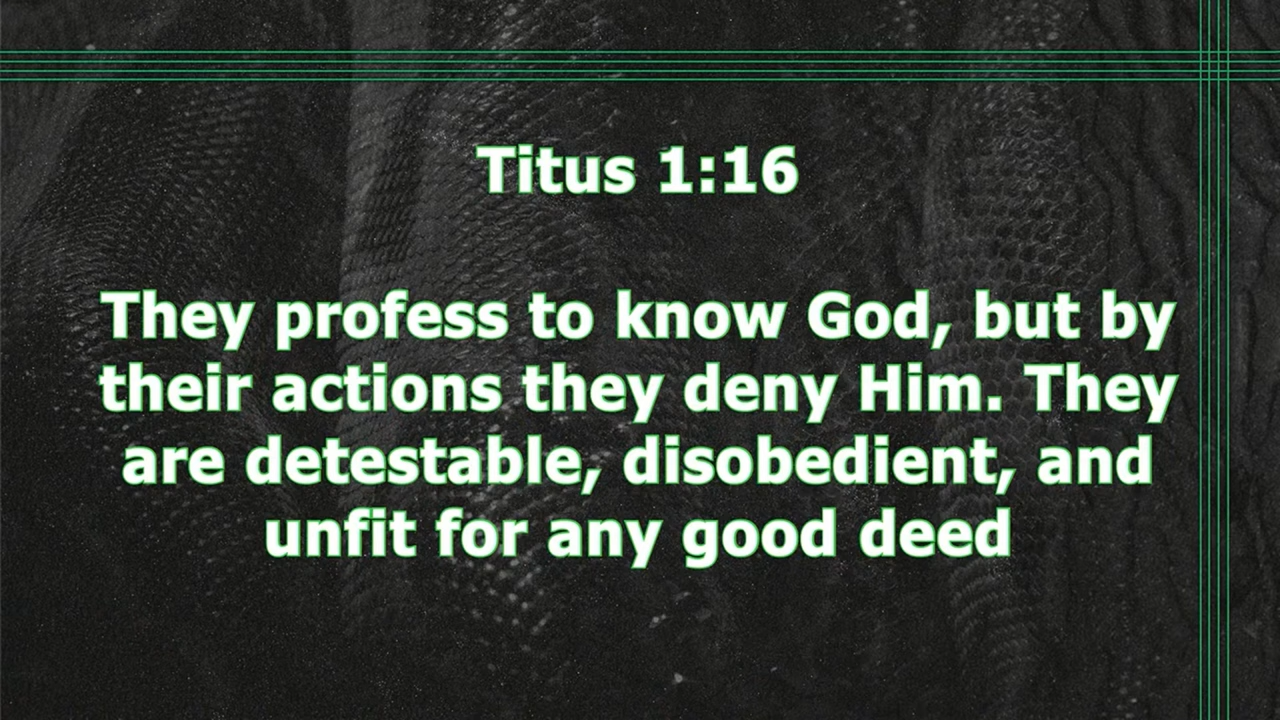 Titus 1:16
They profess to know God, but by
their actions they deny Him. They
are detestable, disobedient, and
unfit for any good deed